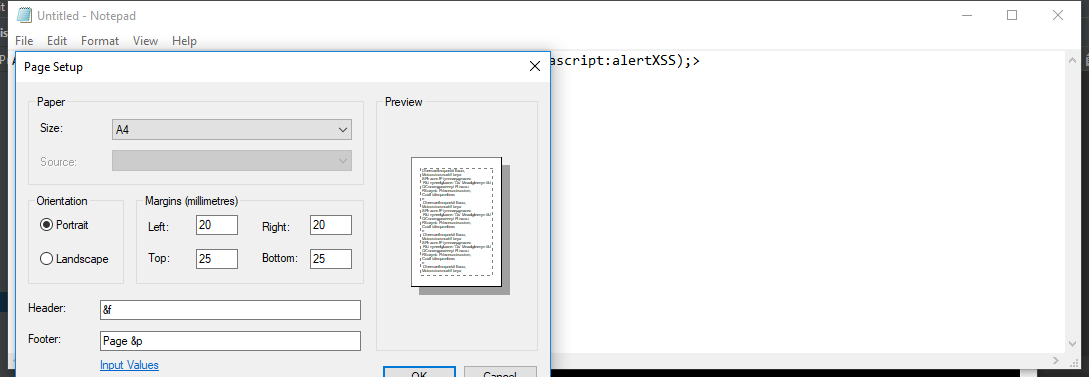 Untitled - Notepad
File Edit Format View Help
ascript:alertXSS);>
Page Setup
Paper
Size: A4
Source:
Preview
Orientation
Portrait
Landscape
Margins (millimetres)
Left: 20 Right: 20
Top: 25 Bottom: 25
Header: &f
Footer: Page &p
Input Values
OK Cancel